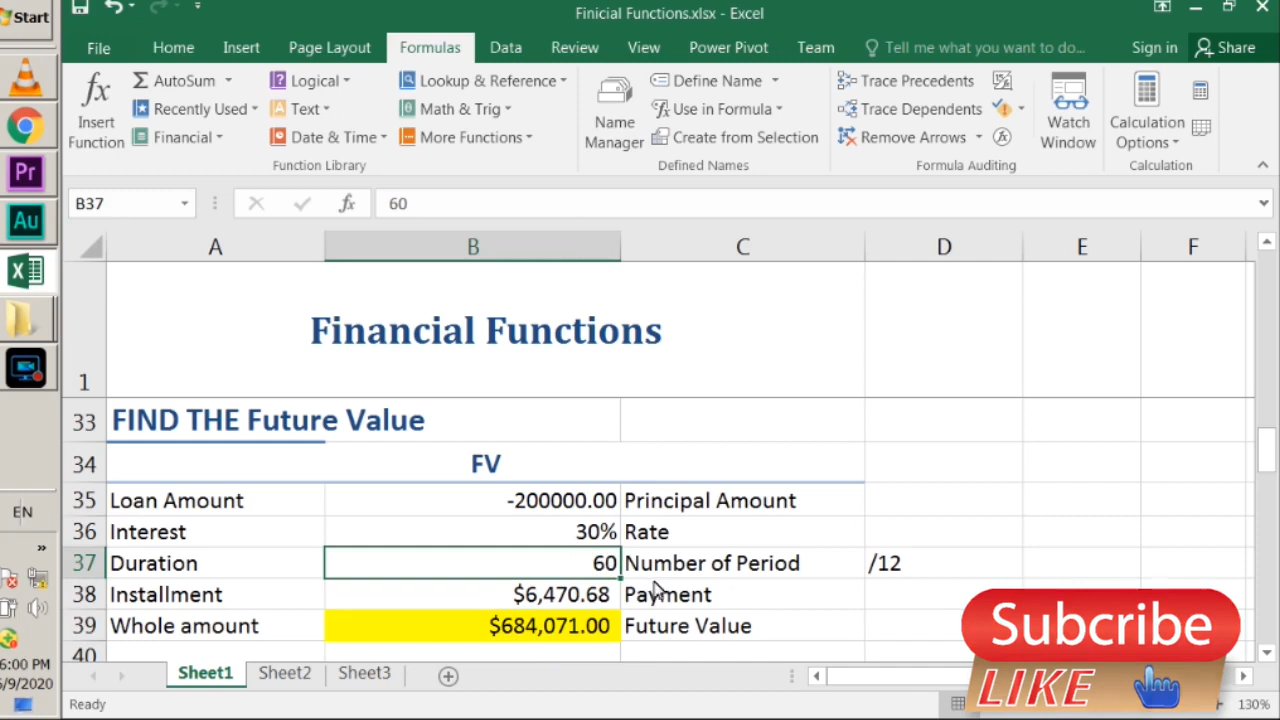 Start
Finicial Functions.xlsx - Excel
File Home Insert Page Layout Formulas Data Review View Power Pivot Team Tell me what you want to do... Sign in Share
fx Insert Function
AutoSum
Recently Used
Financial
Logical
Text
Date & Time
Lookup & Reference
Math & Trig
More Functions
Function Library
Name Manager
Define Name
Use in Formula
Create from Selection
Defined Names
Trace Precedents
Trace Dependents
Remove Arrows
Formula Auditing
Watch Window
Calculation Options
Calculation
Pr
Au
B37 fx 60
A B C D E F
1 Financial Functions
33 FIND THE Future Value
34 FV
35 Loan Amount -200000.00 Principal Amount
36 Interest 30% Rate
37 Duration 60 Number of Period /12
38 Installment $6,470.68 Payment
39 Whole amount $684,071.00 Future Value
40
EN
6:00 PM
/9/2020
Sheet1 Sheet2 Sheet3
Ready
130%
Subcribe
LIKE